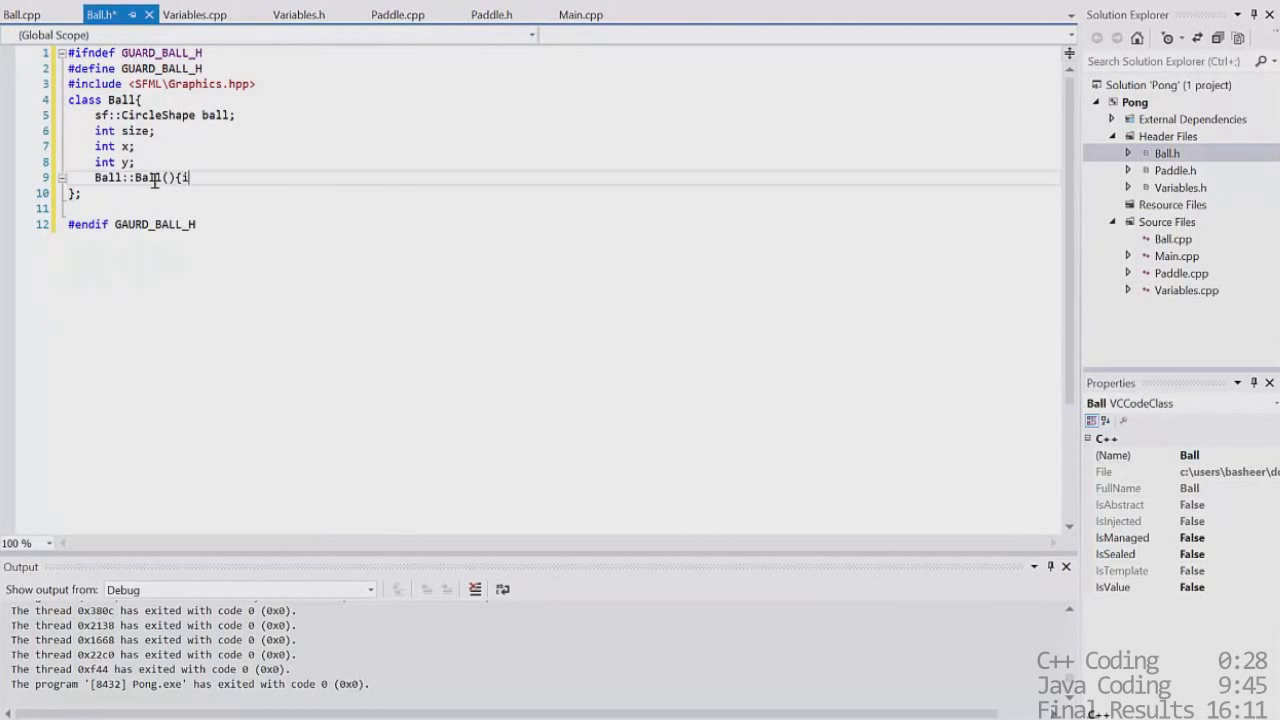 Ball.cpp
Ball.h*
Variables.cpp
Variables.h
Paddle.cpp
Paddle.h
Main.cpp
(Global Scope)
1 #ifndef GUARD_BALL_H
2 #define GUARD_BALL_H
3 #include <SFML\Graphics.hpp>
4 class Ball{
5 sf::CircleShape ball;
6 int size;
7 int x;
8 int y;
9 Ball::Ball(){i
10 };
11
12 #endif GAURD_BALL_H
100 %
Output
Show output from: Debug
The thread 0x380c has exited with code 0 (0x0).
The thread 0x2138 has exited with code 0 (0x0).
The thread 0x1668 has exited with code 0 (0x0).
The thread 0x22c0 has exited with code 0 (0x0).
The thread 0xf44 has exited with code 0 (0x0).
The program '[8432] Pong.exe' has exited with code 0 (0x0).
Solution Explorer
Search Solution Explorer (Ctrl+;)
Solution 'Pong' (1 project)
Pong
External Dependencies
Header Files
Ball.h
Paddle.h
Variables.h
Resource Files
Source Files
Ball.cpp
Main.cpp
Paddle.cpp
Variables.cpp
Properties
Ball VCCodeClass
C++
(Name) Ball
File c:\users\basheer\do
FullName Ball
IsAbstract False
IsInjected False
IsManaged False
IsSealed False
IsTemplate False
IsValue False
C++ Coding 0:28
Java Coding 9:45
Final Results 16:11
C++